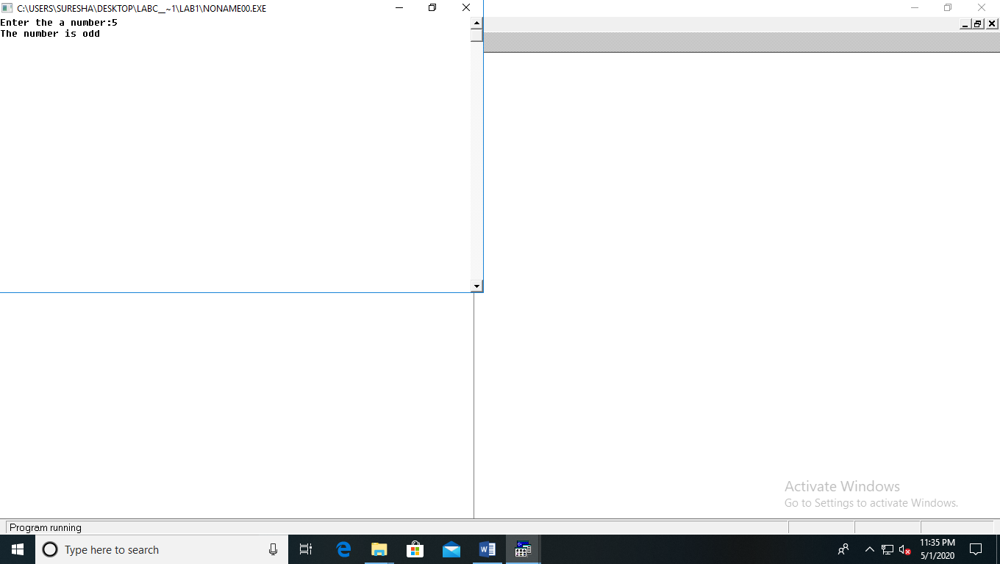 C:\USERS\SURESHA\DESKTOP\LABC__~1\LAB1\NONAME00.EXE
Enter the a number:5
The number is odd
Activate Windows
Go to Settings to activate Windows.
Program running
Type here to search
11:35 PM
5/1/2020